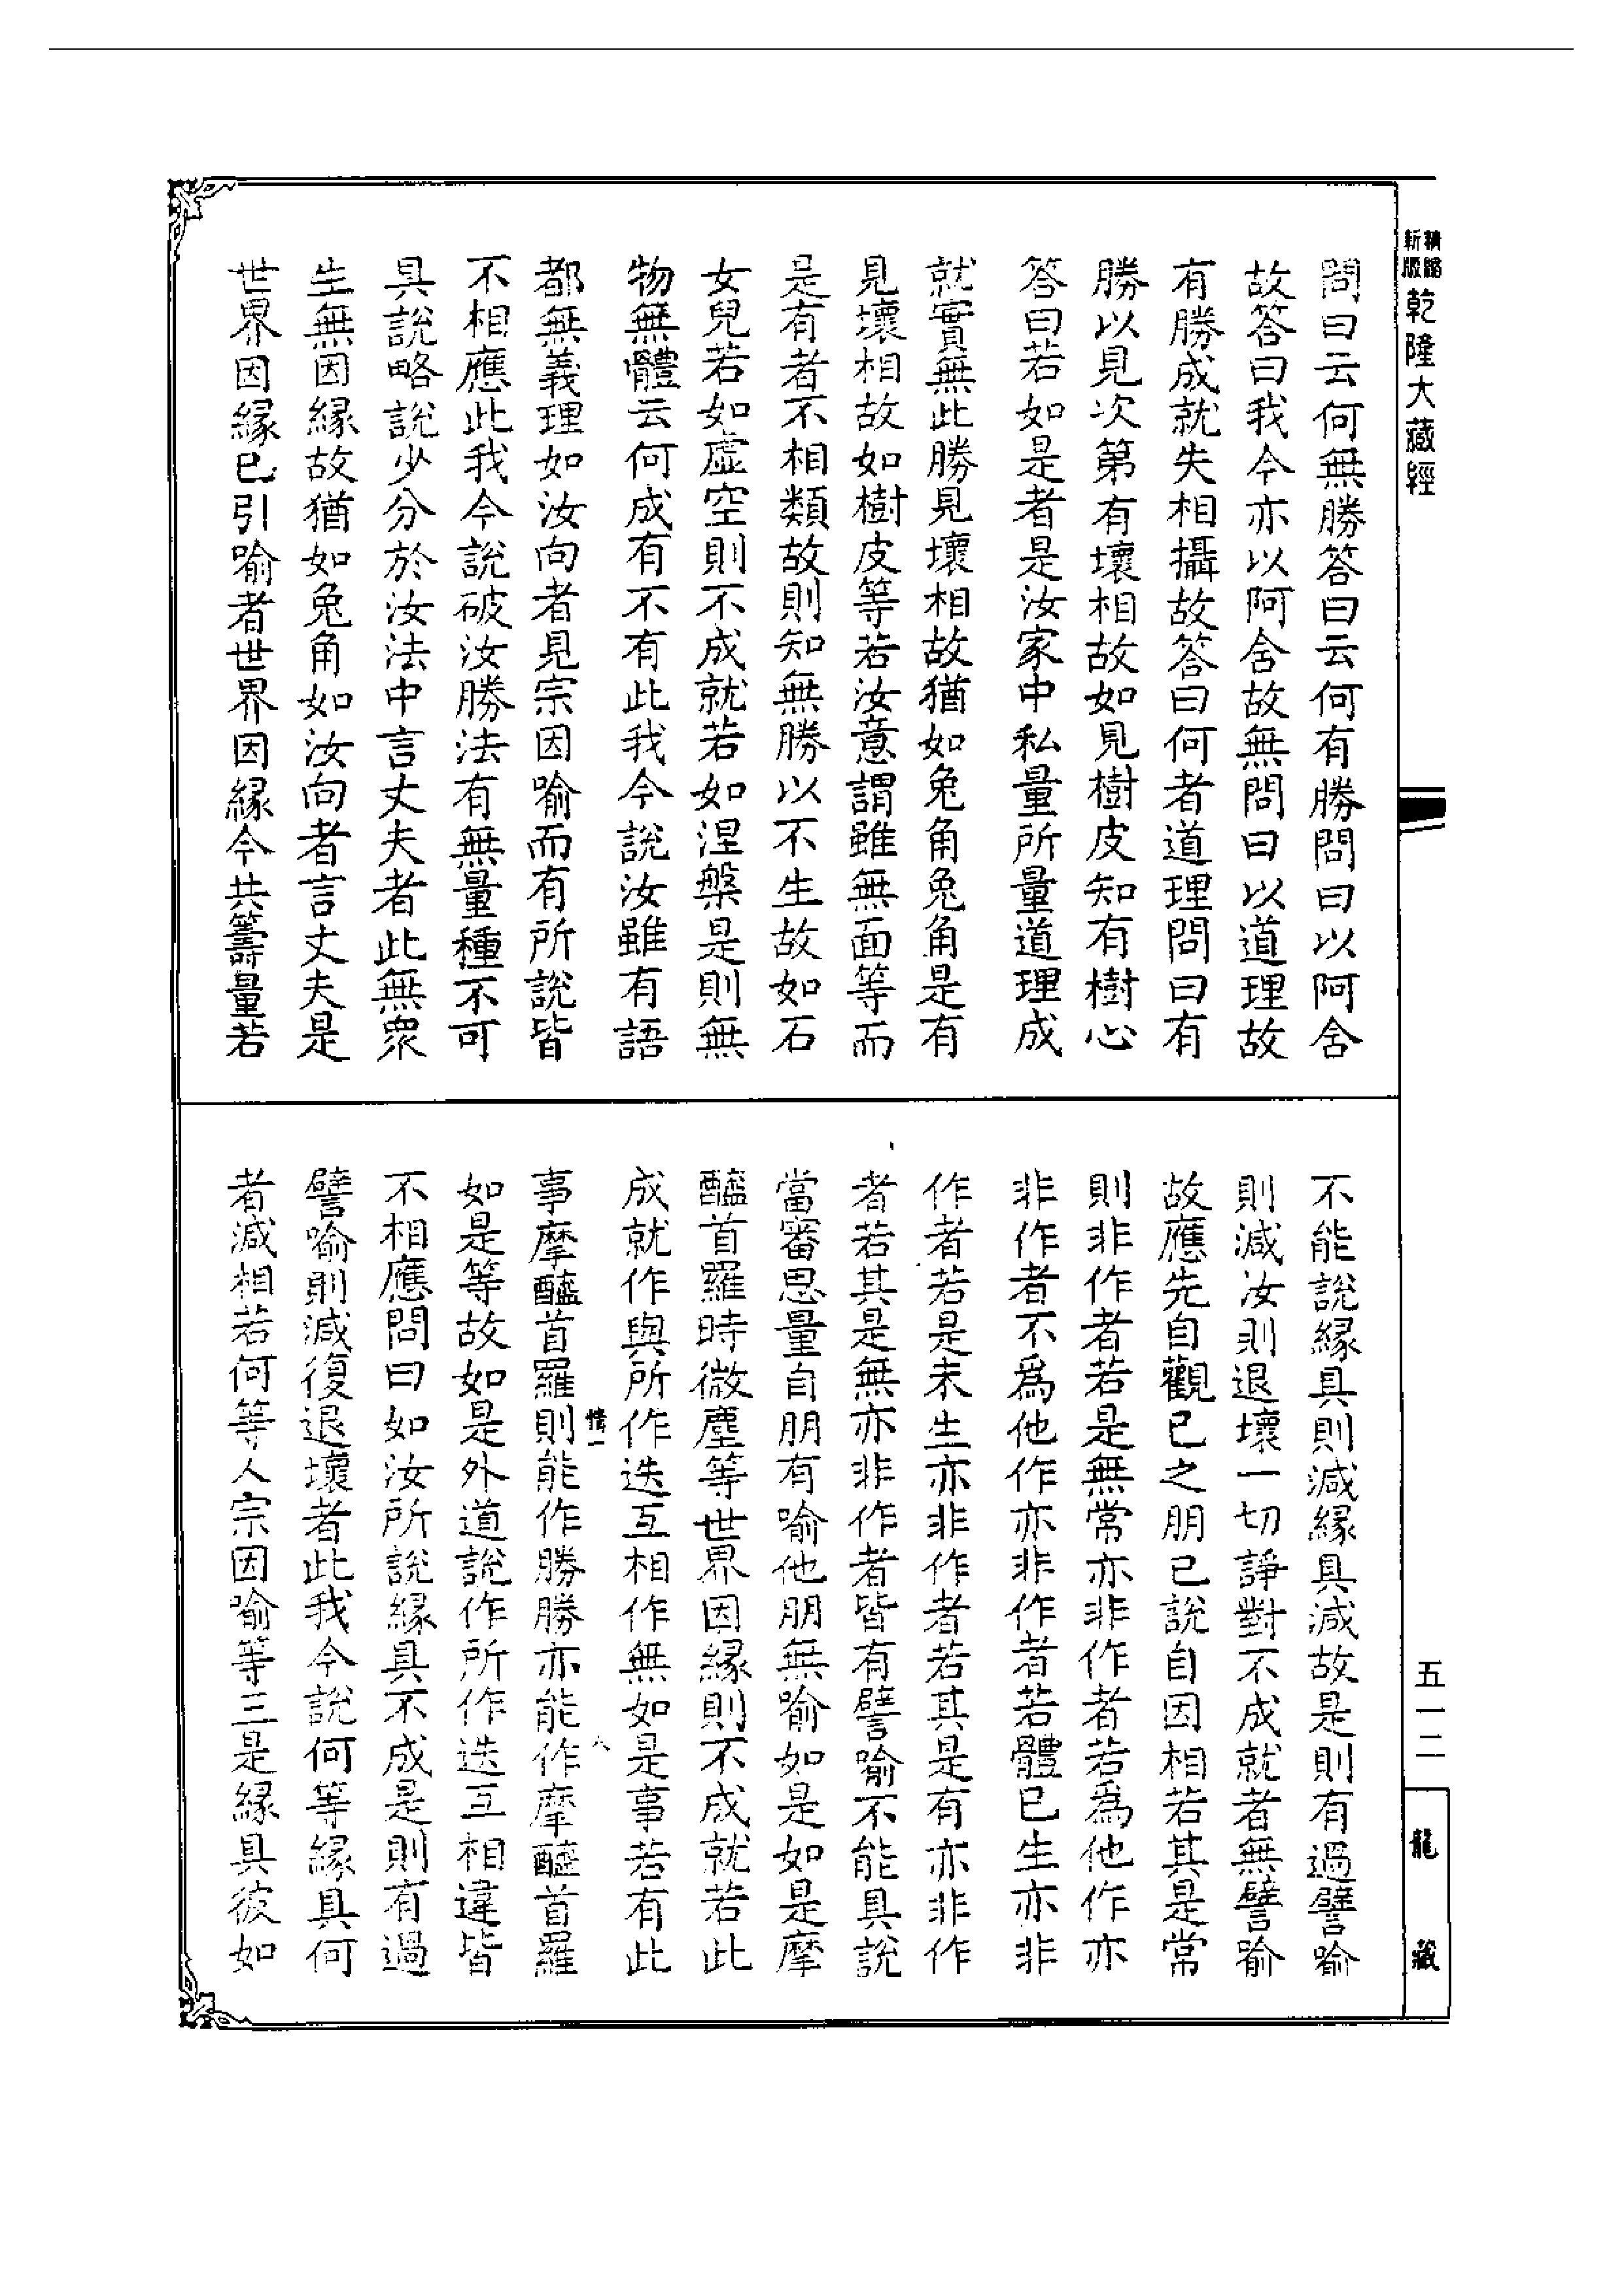 精縮
新版
乾隆大藏經
五一二
龍藏
問曰云何無勝答曰云何有勝問曰以阿舍
故答曰我今亦以阿舍故無問曰以道理故
有勝成就失相攝故答曰何者道理問曰有
勝以見次第有壞相故如見樹皮知有樹心
答曰若如是者是汝家中私量所量道理成
就實無此勝見壞相故猶如兔角兔角是有
見壞相故如樹皮等若汝意謂雖無面等而
是有者不相類故則知無勝以不生故如石
女兒若如虛空則不成就若如涅槃是則無
物無體云何成有不有此我今說汝雖有語
都無義理如汝向者見宗因喻而有所說皆
不相應此我今說破汝勝法有無量種不可
具說略說少分於汝法中言丈夫者此無眾
生無因緣故猶如兔角如汝向者言丈夫是
世界因緣已引喻者世界因緣今共籌量若
不能說緣具則減緣具減故是則有過譬喻
則減汝則退壞一切諍對不成就者無譬喻
故應先自觀已之朋已說自因相若其是常
則非作者若是無常亦非作者若為他作亦
非作者不為他作亦非作者若體已生亦非
作者若是未生亦非作者若其是有亦非作
者若其是無亦非作者皆有譬喻不能具說
當審思量自朋有喻他朋無喻如是如是摩
醯首羅時微塵等世界因緣則不成就若此
成就作與所作迭互相作無如是事若有此
事摩醯首羅則能作勝勝亦能作摩醯首羅
如是等故如是外道說作所作迭互相違皆
不相應問曰如汝所說緣具不成是則有過
譬喻則減復退壞者此我今說何等緣具何
者減相若何等人宗因喻等三是緣具彼如